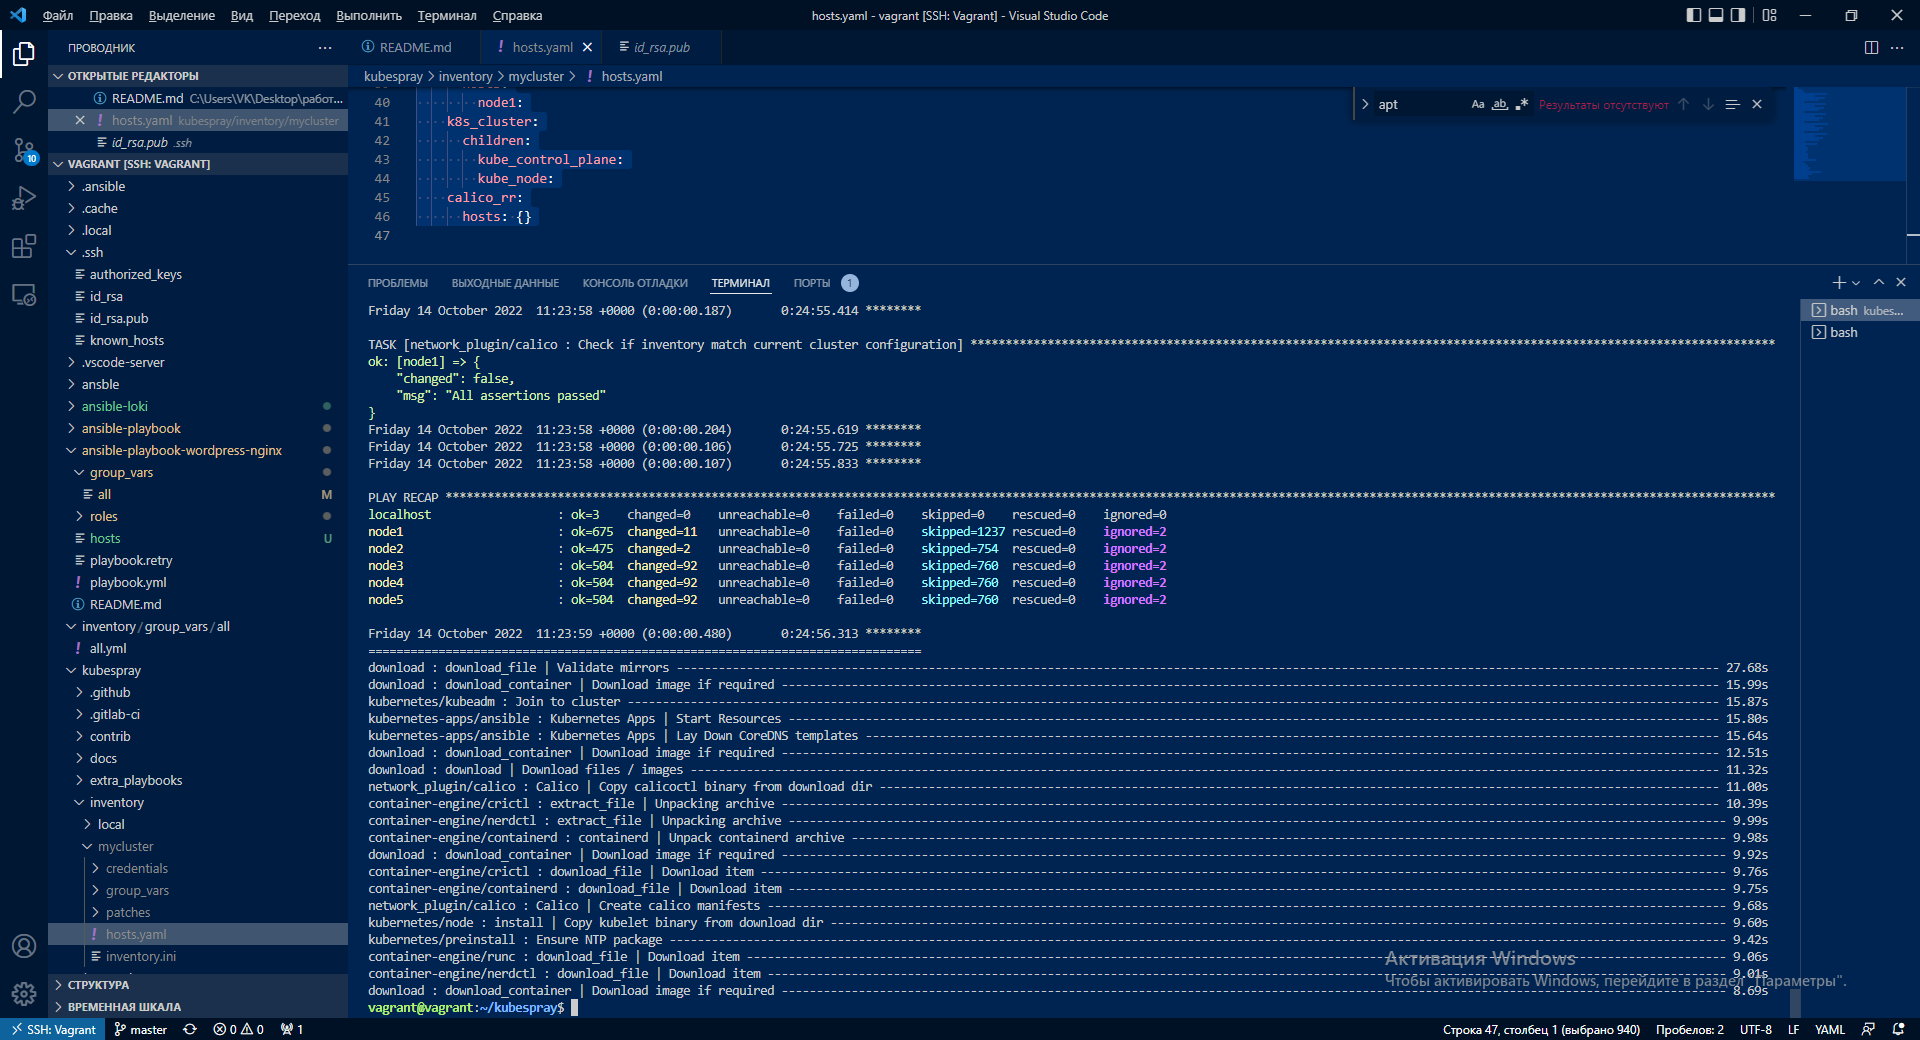 Файл Правка Выделение Вид Переход Выполнить Терминал Справка
hosts.yaml - vagrant [SSH: Vagrant] - Visual Studio Code
ПРОВОДНИК
README.md
hosts.yaml
id_rsa.pub
ОТКРЫТЫЕ РЕДАКТОРЫ
README.md C:\Users\VK\Desktop\работ...
hosts.yaml kubespray/inventory/mycluster
id_rsa.pub .ssh
VAGRANT [SSH: VAGRANT]
.ansible
.cache
.local
.ssh
authorized_keys
id_rsa
id_rsa.pub
known_hosts
.vscode-server
ansble
ansible-loki
ansible-playbook
ansible-playbook-wordpress-nginx
group_vars
all M
roles
hosts U
playbook.retry
playbook.yml
README.md
inventory/group_vars/all
all.yml
kubespray
.github
.gitlab-ci
contrib
docs
extra_playbooks
inventory
local
mycluster
credentials
group_vars
patches
hosts.yaml
inventory.ini
СТРУКТУРА
ВРЕМЕННАЯ ШКАЛА
10
kubespray > inventory > mycluster > ! hosts.yaml
40 node1:
41 k8s_cluster:
42 children:
43 kube_control_plane:
44 kube_node:
45 calico_rr:
46 hosts: {}
47
apt Aa ab .* Результаты отсутствуют
ПРОБЛЕМЫ ВЫХОДНЫЕ ДАННЫЕ КОНСОЛЬ ОТЛАДКИ ТЕРМИНАЛ ПОРТЫ 1
bash kubes...
bash
Friday 14 October 2022 11:23:58 +0000 (0:00:00.187) 0:24:55.414 ********
TASK [network_plugin/calico : Check if inventory match current cluster configuration] *******************************************************************************************************************
ok: [node1] => {
"changed": false,
"msg": "All assertions passed"
}
Friday 14 October 2022 11:23:58 +0000 (0:00:00.204) 0:24:55.619 ********
Friday 14 October 2022 11:23:58 +0000 (0:00:00.106) 0:24:55.725 ********
Friday 14 October 2022 11:23:58 +0000 (0:00:00.107) 0:24:55.833 ********
PLAY RECAP **********************************************************************************************************************************************************************************************
localhost : ok=3 changed=0 unreachable=0 failed=0 skipped=0 rescued=0 ignored=0
node1 : ok=675 changed=11 unreachable=0 failed=0 skipped=1237 rescued=0 ignored=2
node2 : ok=475 changed=2 unreachable=0 failed=0 skipped=754 rescued=0 ignored=2
node3 : ok=504 changed=92 unreachable=0 failed=0 skipped=760 rescued=0 ignored=2
node4 : ok=504 changed=92 unreachable=0 failed=0 skipped=760 rescued=0 ignored=2
node5 : ok=504 changed=92 unreachable=0 failed=0 skipped=760 rescued=0 ignored=2
Friday 14 October 2022 11:23:59 +0000 (0:00:00.480) 0:24:56.313 ********
===============================================================================
download : download_file | Validate mirrors --- 27.68s
download : download_container | Download image if required --- 15.99s
kubernetes/kubeadm : Join to cluster --- 15.87s
kubernetes-apps/ansible : Kubernetes Apps | Start Resources --- 15.80s
kubernetes-apps/ansible : Kubernetes Apps | Lay Down CoreDNS templates --- 15.64s
download : download_container | Download image if required --- 12.51s
download : download | Download files / images --- 11.32s
network_plugin/calico : Calico | Copy calicoctl binary from download dir --- 11.00s
container-engine/crictl : extract_file | Unpacking archive --- 10.39s
container-engine/nerdctl : extract_file | Unpacking archive --- 9.99s
container-engine/containerd : containerd | Unpack containerd archive --- 9.98s
download : download_container | Download image if required --- 9.92s
container-engine/crictl : download_file | Download item --- 9.76s
container-engine/containerd : download_file | Download item --- 9.75s
network_plugin/calico : Calico | Create calico manifests --- 9.68s
kubernetes/node : install | Copy kubelet binary from download dir --- 9.60s
kubernetes/preinstall : Ensure NTP package --- 9.42s
container-engine/runc : download_file | Download item --- 9.06s
container-engine/nerdctl : download_file | Download item --- 9.01s
download : download_container | Download image if required --- 8.69s
vagrant@vagrant:~/kubespray$
Активация Windows
Чтобы активировать Windows, перейдите в раздел "Параметры".
SSH: Vagrant master 0 0 1
Строка 47, столбец 1 (выбрано 940) Пробелов: 2 UTF-8 LF YAML